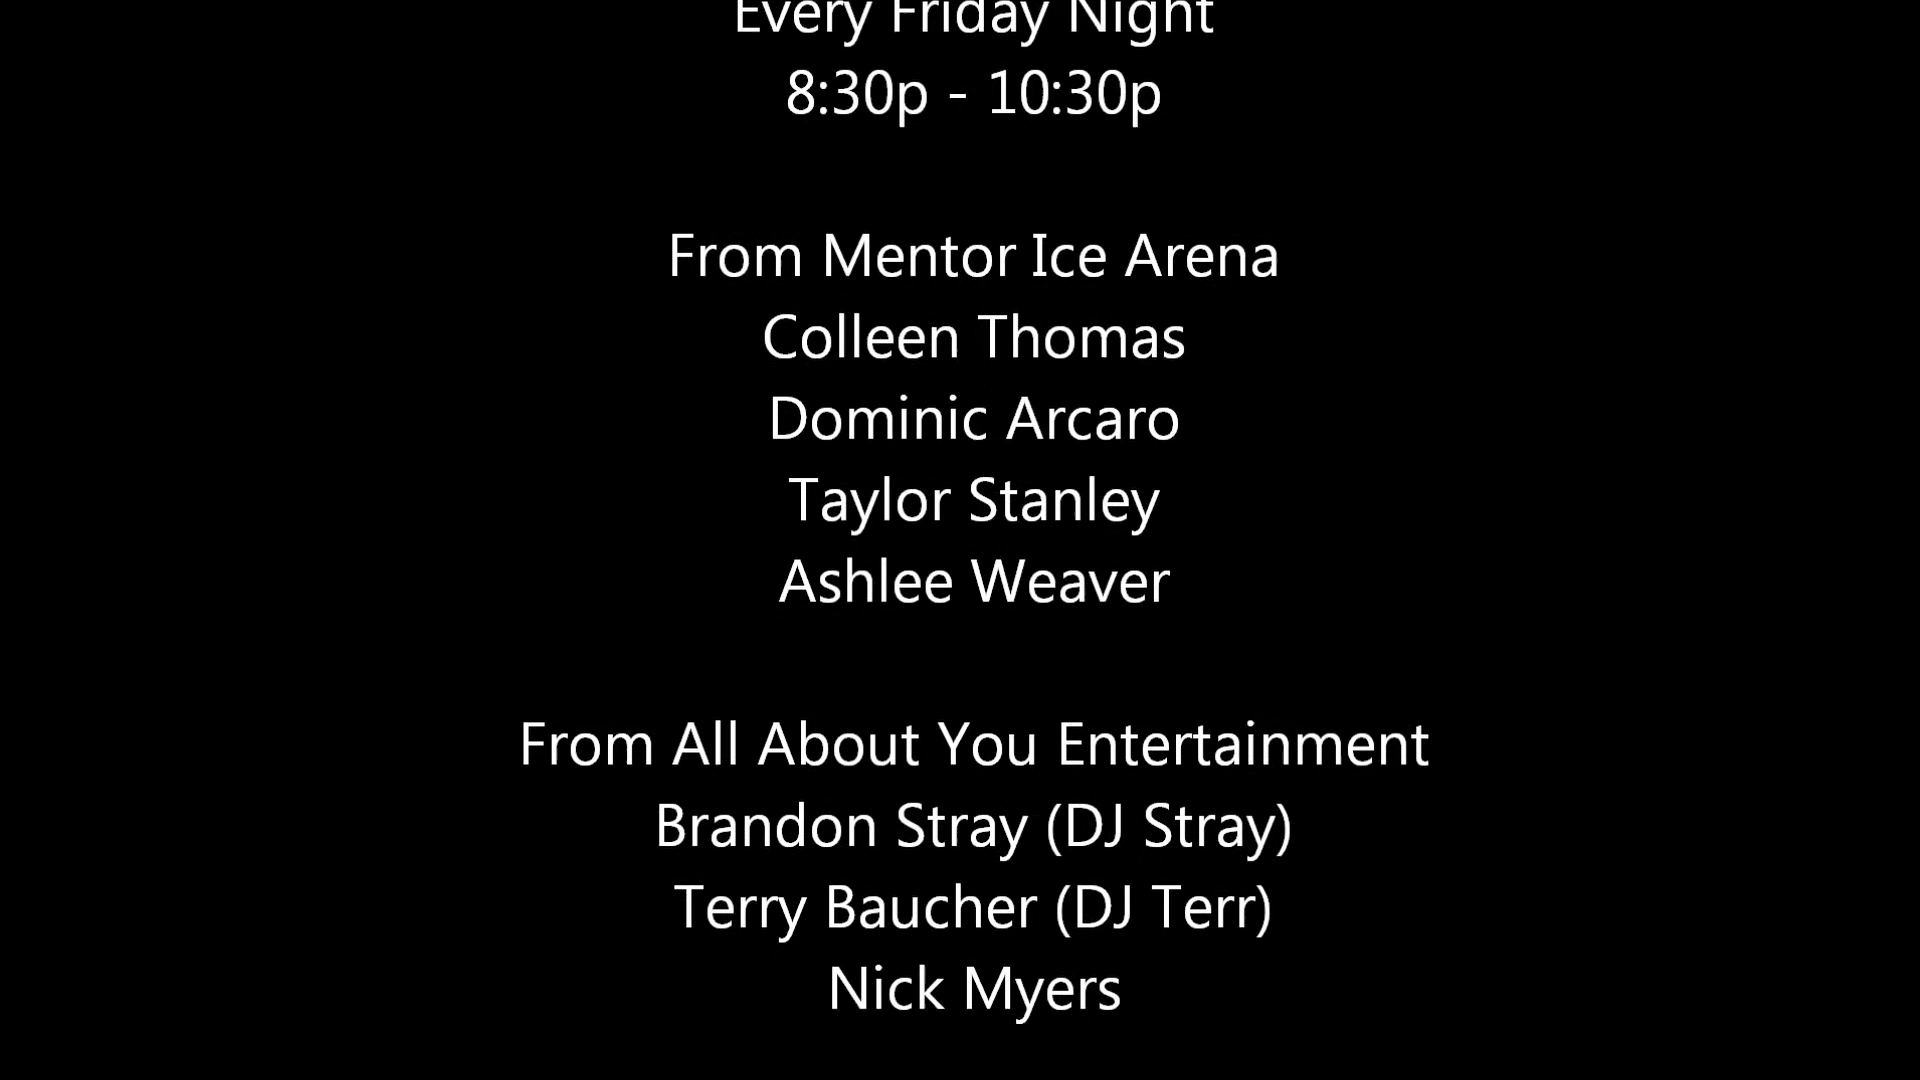 Every Friday Night
8:30p - 10:30p
From Mentor Ice Arena
Colleen Thomas
Dominic Arcaro
Taylor Stanley
Ashlee Weaver
From All About You Entertainment
Brandon Stray (DJ Stray)
Terry Baucher (DJ Terr)
Nick Myers